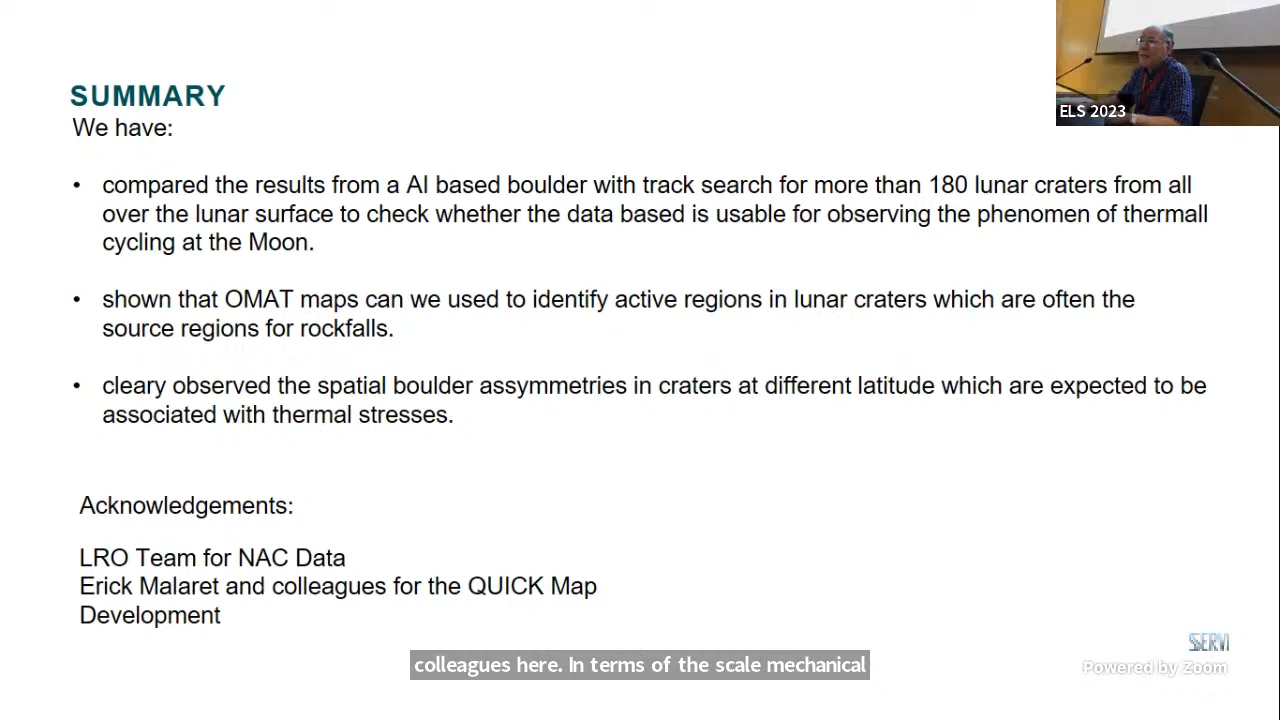 SUMMARY
We have:
• compared the results from a AI based boulder with track search for more than 180 lunar craters from all
over the lunar surface to check whether the data based is usable for observing the phenomen of thermall
cycling at the Moon.
• shown that OMAT maps can we used to identify active regions in lunar craters which are often the
source regions for rockfalls.
• cleary observed the spatial boulder assymmetries in craters at different latitude which are expected to be
associated with thermal stresses.
Acknowledgements:
LRO Team for NAC Data
Erick Malaret and colleagues for the QUICK Map
Development
ELS 2023
SSERVI
Powered by Zoom
colleagues here. In terms of the scale mechanical